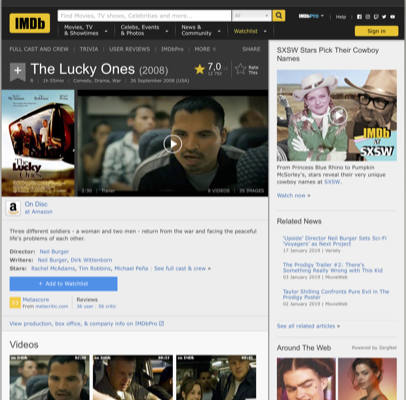 IMDb
Find Movies, TV shows, Celebrities and more...
All
IMDbPro
Help
Movies, TV
& Showtimes
Celebs, Events
& Photos
News &
Community
Watchlist
Sign in
FULL CAST AND CREW | TRIVIA | USER REVIEWS | IMDbPro | MORE
SHARE
The Lucky Ones (2008)
7,0
Rate
This
R | 1h 55min | Comedy, Drama, War | 26 September 2008 (USA)
The
Lucky
Ones
2:30 | Trailer
8 VIDEOS | 35 IMAGES
On Disc
at Amazon
Three different soldiers - a woman and two men - return from the war and facing the peaceful
life's problems of each other.
Director: Neil Burger
Writers: Neil Burger, Dirk Wittenborn
Stars: Rachel McAdams, Tim Robbins, Michael Peña | See full cast & crew »
+ Add to Watchlist
Metascore
From metacritic.com
Reviews
36 user | 56 critic
View production, box office, & company info on IMDbPro
Videos
SXSW Stars Pick Their Cowboy
Names
IMDb
AT
SXSW
From Princess Blue Rhino to Pumpkin
McSorley's, stars reveal their very unique
cowboy names at SXSW.
Watch now »
Related News
'Upside' Director Neil Burger Sets Sci-Fi
'Voyagers' as Next Project
17 January 2019 | Variety
The Prodigy Trailer #2: There's
Something Really Wrong with This Kid
03 January 2019 | MovieWeb
Taylor Shilling Confronts Pure Evil in The
Prodigy Poster
02 January 2019 | MovieWeb
See all related articles »
Around The Web
Powered by ZergNet